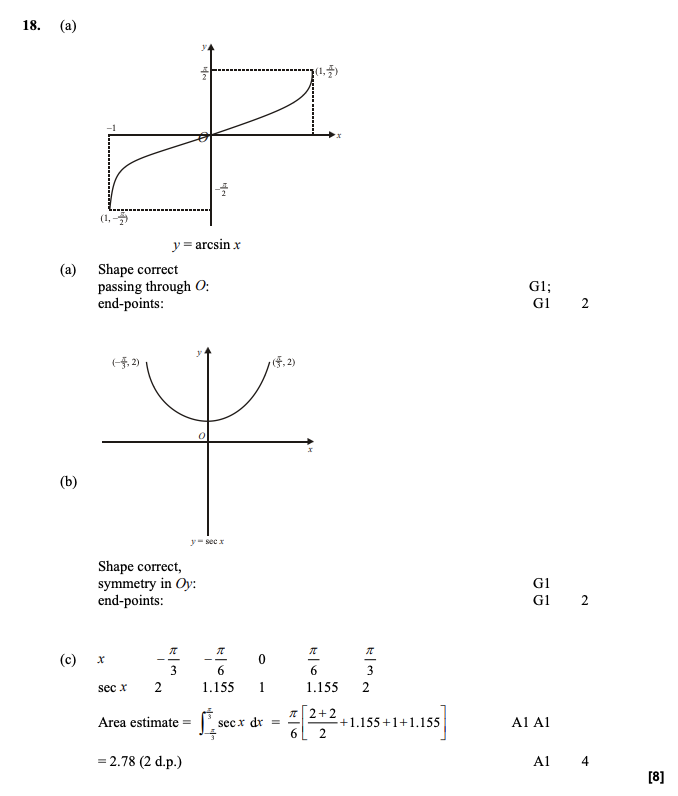 18. (a)
y
π/2
(1, π/2)
-1
O
x
-π/2
(1, -π/2)
y = arcsin x
(a) Shape correct
passing through O: G1;
end-points: G1 2
(-π/3, 2) y (π/3, 2)
O
x
(b)
y = sec x
Shape correct,
symmetry in Oy: G1
end-points: G1 2
(c) x -π/3 -π/6 0 π/6 π/3
sec x 2 1.155 1 1.155 2
Area estimate = ∫_{-π/3}^{π/3} sec x dx = π/6 [ (2+2)/2 +1.155+1+1.155 ] A1 A1
= 2.78 (2 d.p.) A1 4
[8]